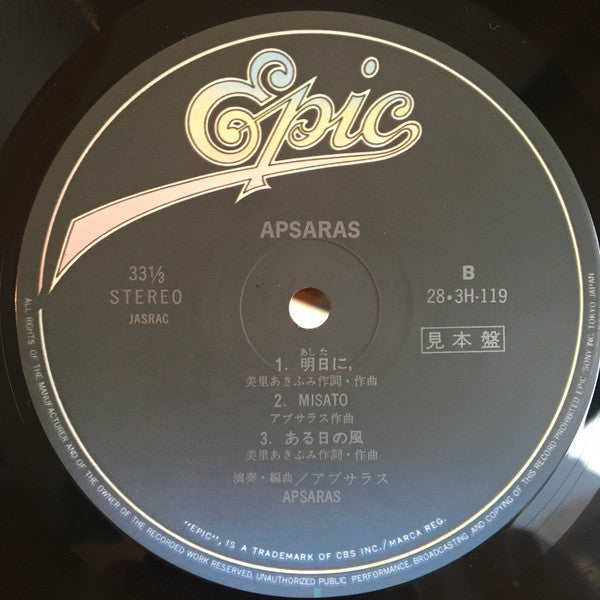 Epic
APSARAS
33 1/3
STEREO
JASRAC
B
28・3H-119
見本盤
あした
1. 明日に,
美里あきふみ作詞・作曲
2. MISATO
アプサラス作曲
3. ある日の風
美里あきふみ作詞・作曲
演奏・編曲／アプサラス
APSARAS
"EPIC", IS A TRADEMARK OF CBS INC./MARCA REG.
ALL RIGHTS OF THE MANUFACTURER AND OF THE OWNER OF THE RECORDED WORK RESERVED, UNAUTHORIZED PUBLIC PERFORMANCE, BROADCASTING AND COPYING OF THIS RECORD PROHIBITED EPIC SONY INC. TOKYO JAPAN